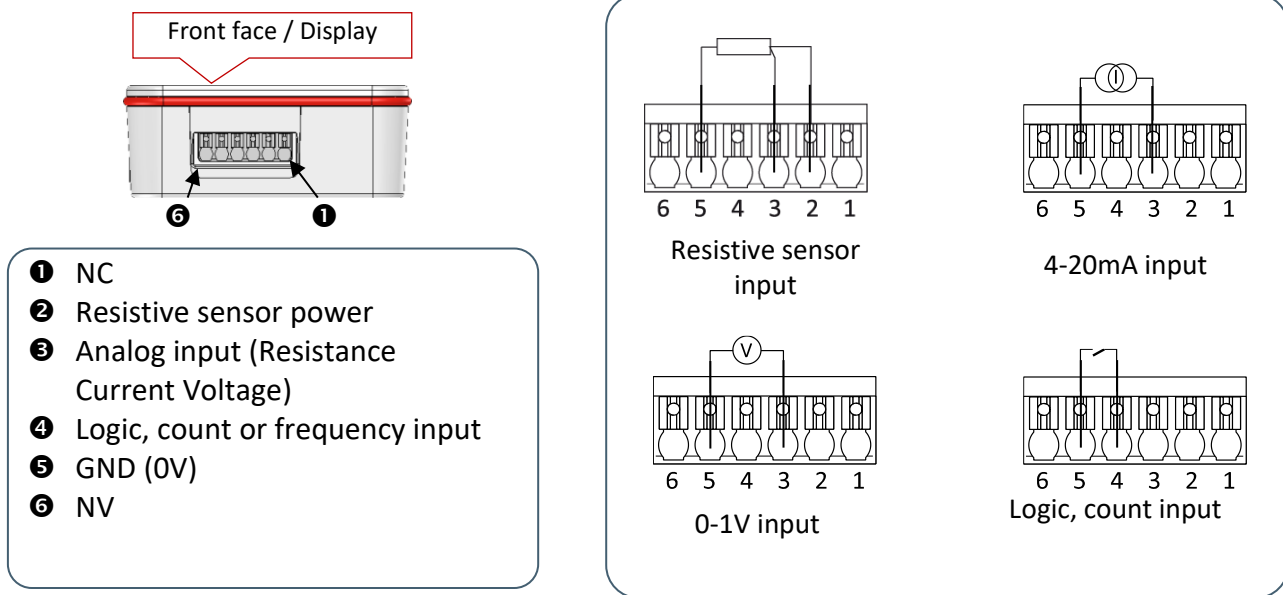 Front face / Display
❻ ❶
❶ NC
❷ Resistive sensor power
❸ Analog input (Resistance
Current Voltage)
❹ Logic, count or frequency input
❺ GND (0V)
❻ NV
6 5 4 3 2 1
Resistive sensor
input
I
6 5 4 3 2 1
4-20mA input
V
6 5 4 3 2 1
0-1V input
6 5 4 3 2 1
Logic, count input